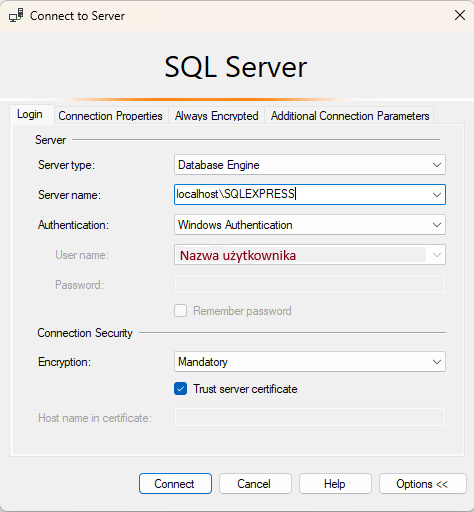 Connect to Server
SQL Server
Login Connection Properties Always Encrypted Additional Connection Parameters
Server
Server type: Database Engine
Server name: localhost\SQLEXPRESS
Authentication: Windows Authentication
User name: Nazwa użytkownika
Password:
Remember password
Connection Security
Encryption: Mandatory
Trust server certificate
Host name in certificate:
Connect Cancel Help Options <<